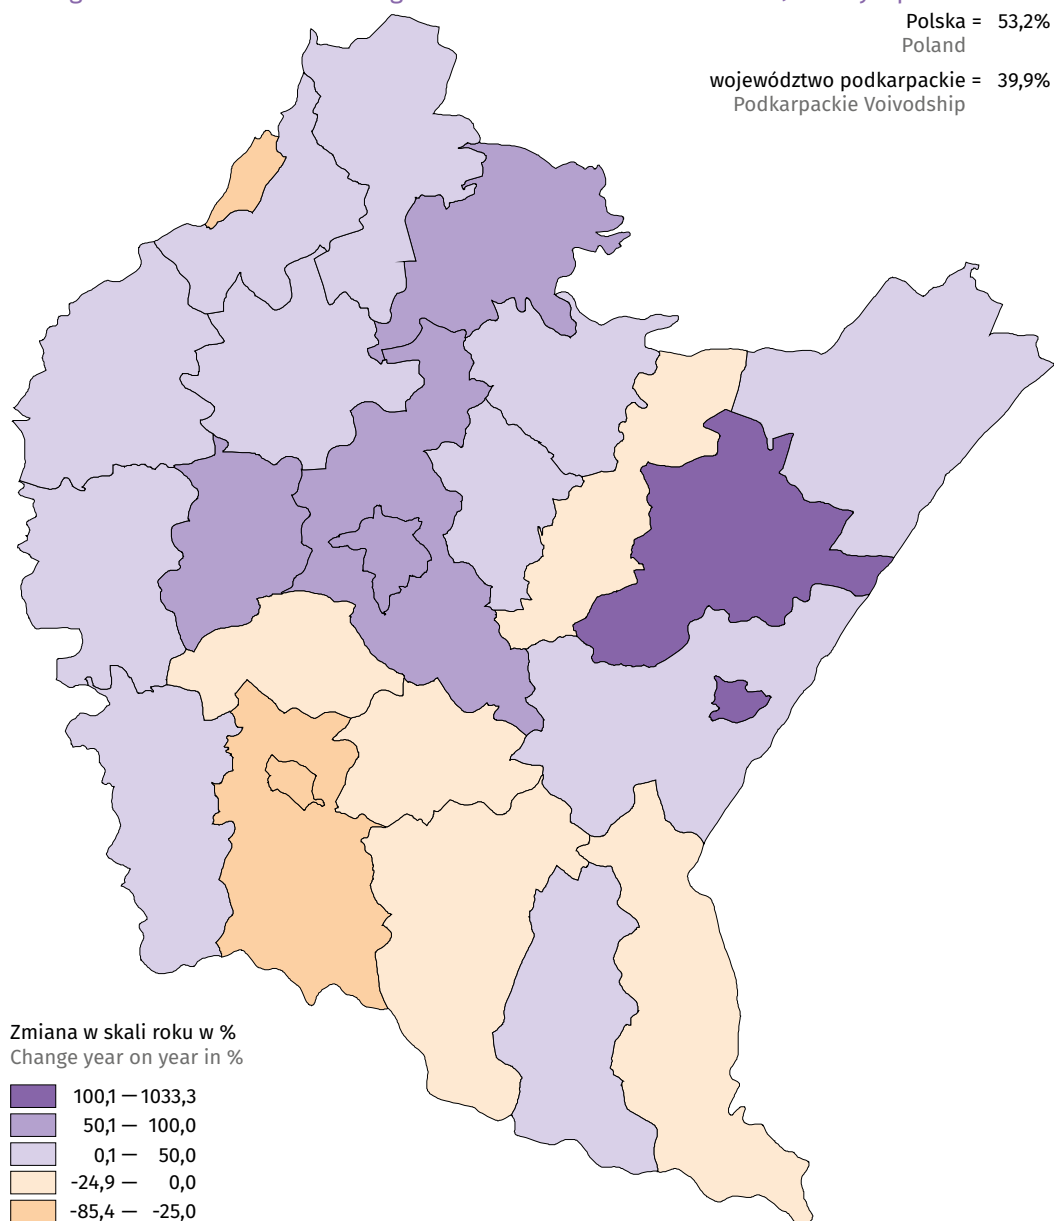 Polska = 53,2%
Poland
województwo podkarpackie = 39,9%
Podkarpackie Voivodship
Zmiana w skali roku w %
Change year on year in %
100,1 — 1033,3
50,1 — 100,0
0,1 — 50,0
-24,9 — 0,0
-85,4 — -25,0